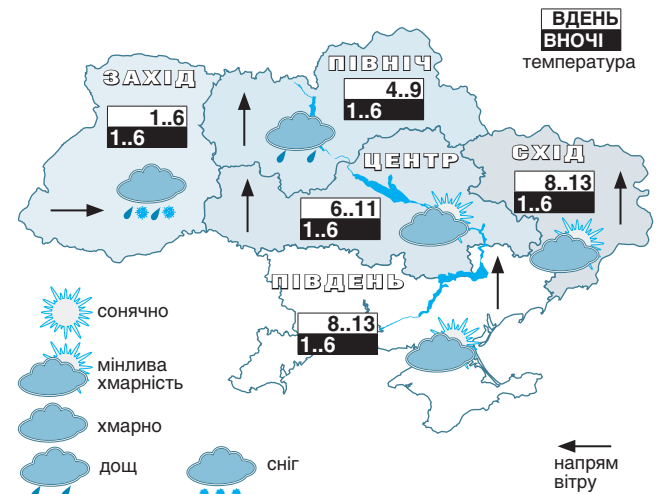 ВДЕНЬ
ВНОЧІ
температура
ЗАХІД
1..6
1..6
ПІВНІЧ
4..9
1..6
ЦЕНТР
6..11
1..6
СХІД
8..13
1..6
ПІВДЕНЬ
8..13
1..6
сонячно
мінлива
хмарність
хмарно
дощ
сніг
напрям
вітру